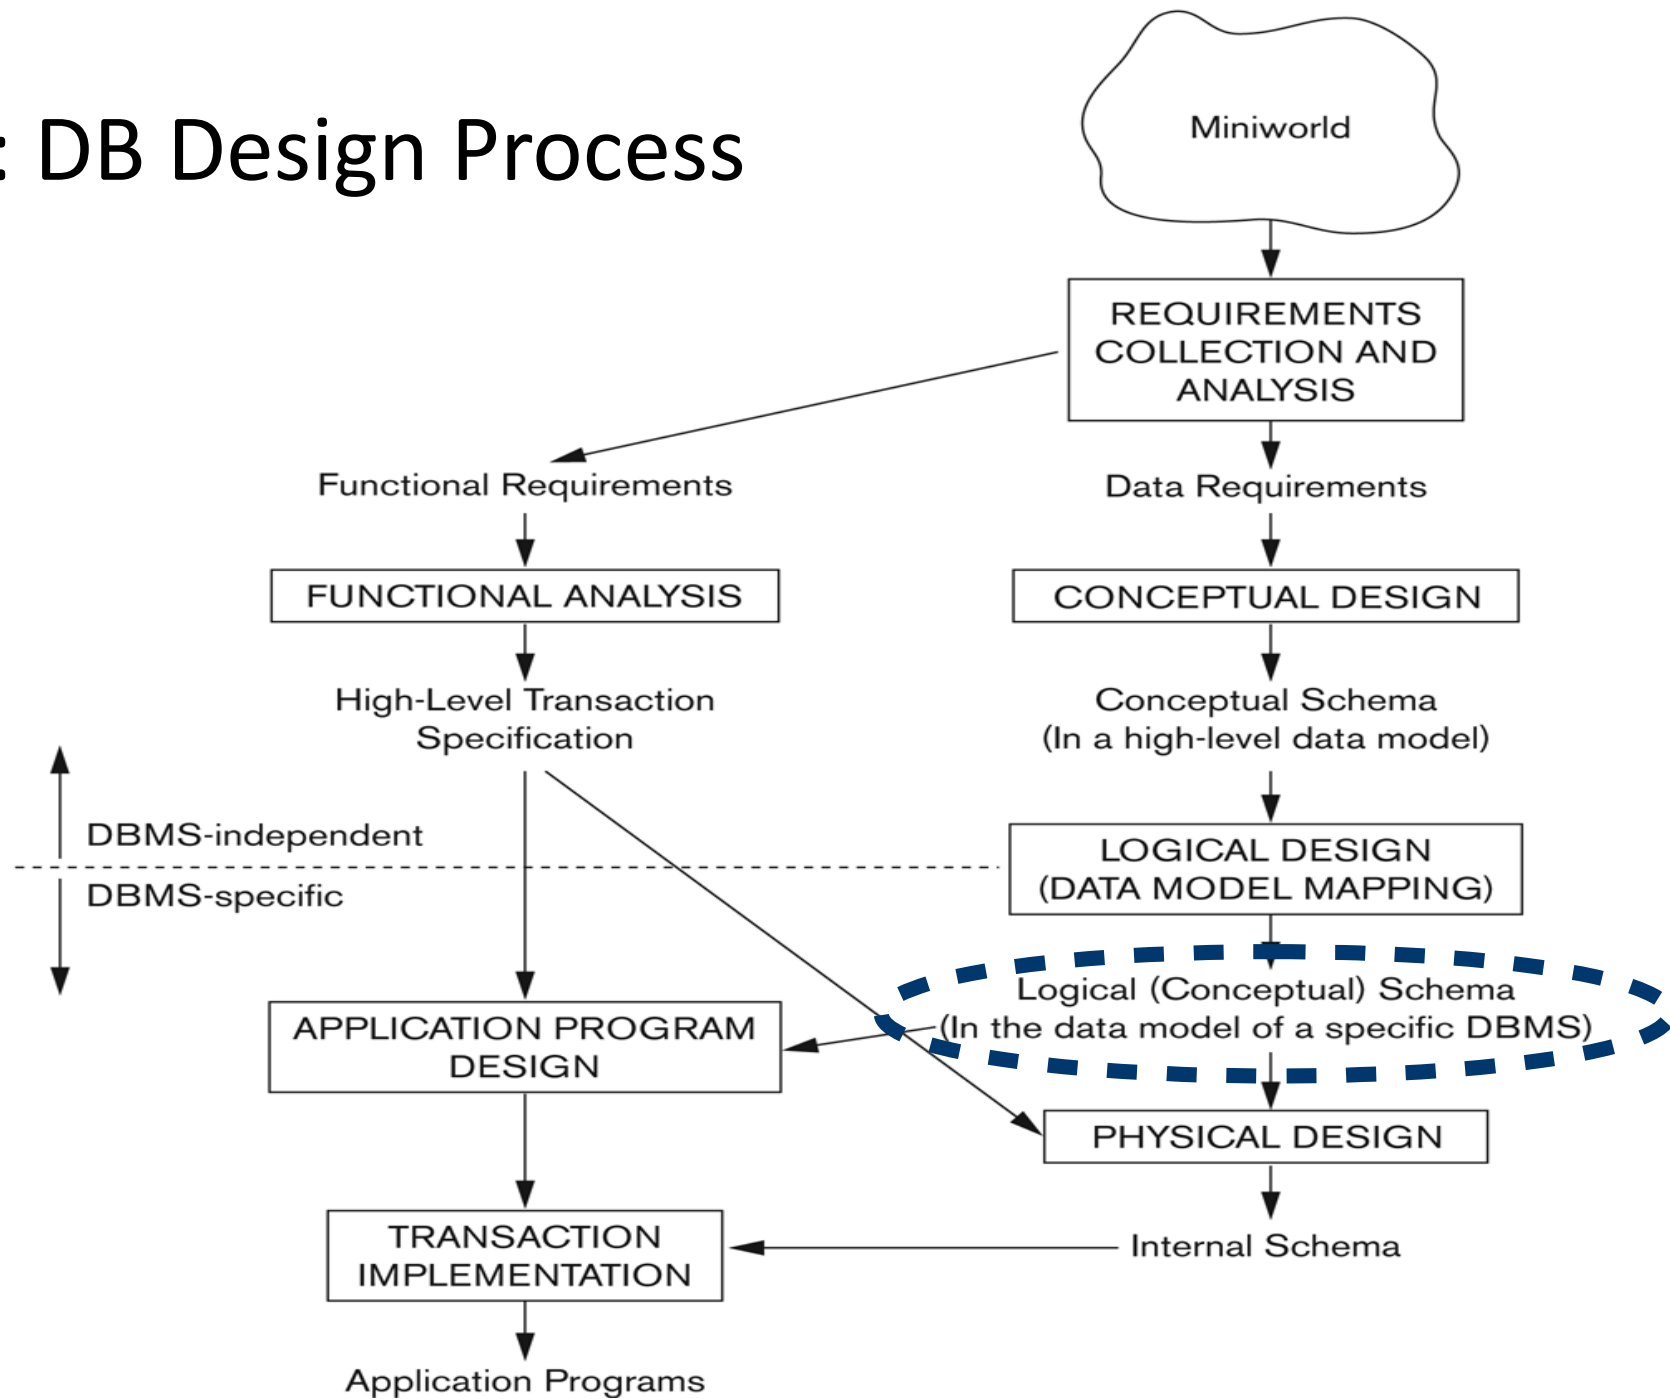 : DB Design Process
Miniworld
REQUIREMENTS
COLLECTION AND
ANALYSIS
Functional Requirements
Data Requirements
FUNCTIONAL ANALYSIS
CONCEPTUAL DESIGN
High-Level Transaction
Specification
Conceptual Schema
(In a high-level data model)
DBMS-independent
DBMS-specific
LOGICAL DESIGN
(DATA MODEL MAPPING)
Logical (Conceptual) Schema
(In the data model of a specific DBMS)
APPLICATION PROGRAM
DESIGN
PHYSICAL DESIGN
TRANSACTION
IMPLEMENTATION
Internal Schema
Application Programs